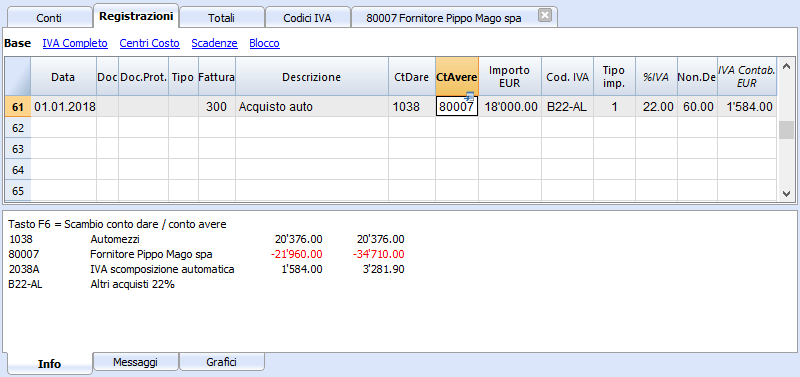 Conti Registrazioni Totali Codici IVA 80007 Fornitore Pippo Mago spa
Base IVA Completo Centri Costo Scadenze Blocco
Data Doc Doc.Prot. Tipo Fattura Descrizione CtDare CtAvere Importo EUR Cod. IVA Tipo imp. %IVA Non.De IVA Contab. EUR
61 01.01.2018 300 Acquisto auto 1038 80007 18'000.00 B22-AL 1 22.00 60.00 1'584.00
62
63
64
65
Tasto F6 = Scambio conto dare / conto avere
1038 Automezzi 20'376.00 20'376.00
80007 Fornitore Pippo Mago spa -21'960.00 -34'710.00
2038A IVA scomposizione automatica 1'584.00 3'281.90
B22-AL Altri acquisti 22%
Info Messaggi Grafici